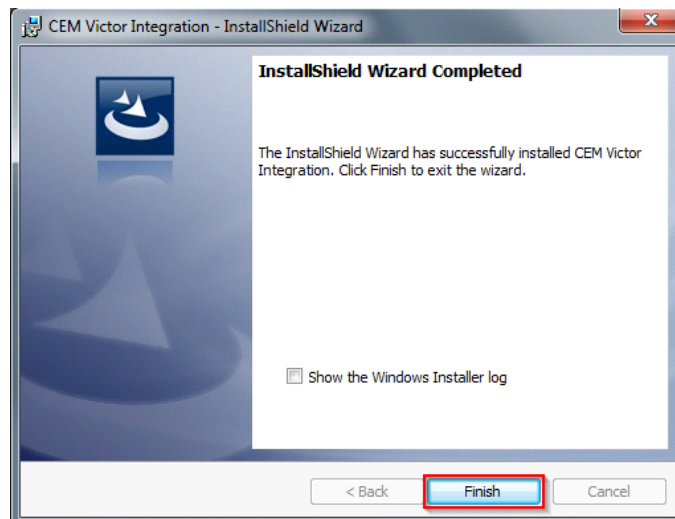 CEM Victor Integration - InstallShield Wizard
InstallShield Wizard Completed
The InstallShield Wizard has successfully installed CEM Victor
Integration. Click Finish to exit the wizard.
Show the Windows Installer log
< Back
Finish
Cancel